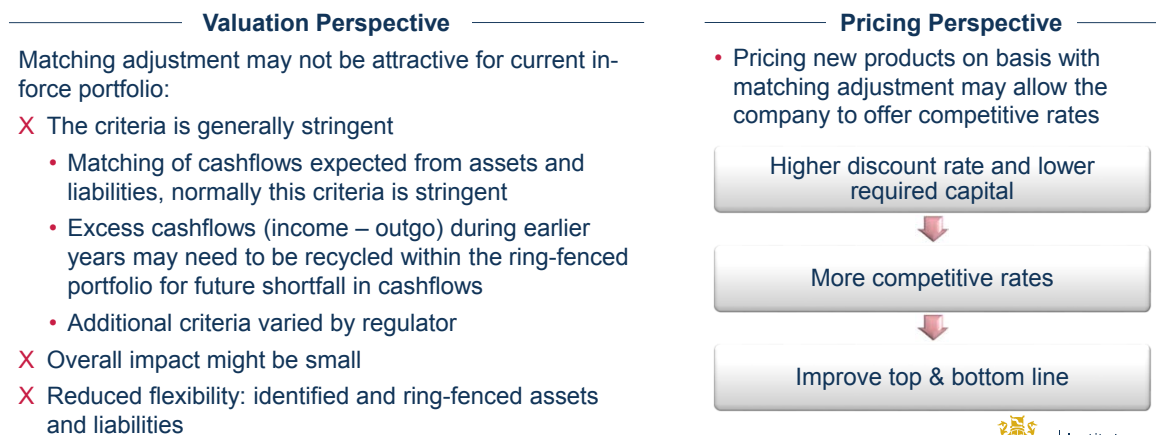 Valuation Perspective
Matching adjustment may not be attractive for current in-
force portfolio:
X The criteria is generally stringent
• Matching of cashflows expected from assets and
liabilities, normally this criteria is stringent
• Excess cashflows (income – outgo) during earlier
years may need to be recycled within the ring-fenced
portfolio for future shortfall in cashflows
• Additional criteria varied by regulator
X Overall impact might be small
X Reduced flexibility: identified and ring-fenced assets
and liabilities
Pricing Perspective
• Pricing new products on basis with
matching adjustment may allow the
company to offer competitive rates
Higher discount rate and lower
required capital
More competitive rates
Improve top & bottom line